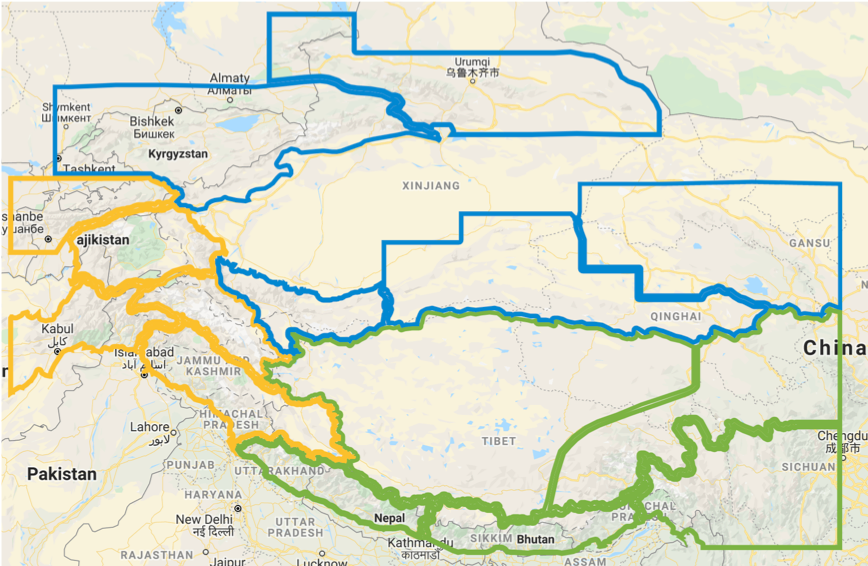 Urumqi
乌鲁木齐市
Almaty
АЛМАТЫ
Shymkent
Шымкент
Bishkek
Бишкек
Kyrgyzstan
Tashkent
XINJIANG
GANSU
ajikistan
QINGHAI
Kabul
کابل
China
Islamabad
اسلام آباد
JAMMU AND
KASHMIR
HIMACHAL
PRADESH
Lahore
لاہور
TIBET
Chengdu
成都市
SICHUAN
Pakistan
PUNJAB
UTTARAKHAND
HARYANA
New Delhi
नई दिल्ली
UTTAR
PRADESH
Nepal
Kathmandu
काठमाडौं
SIKKIM
Bhutan
ASSAM
RAJASTHAN
Jaipur
Lucknow